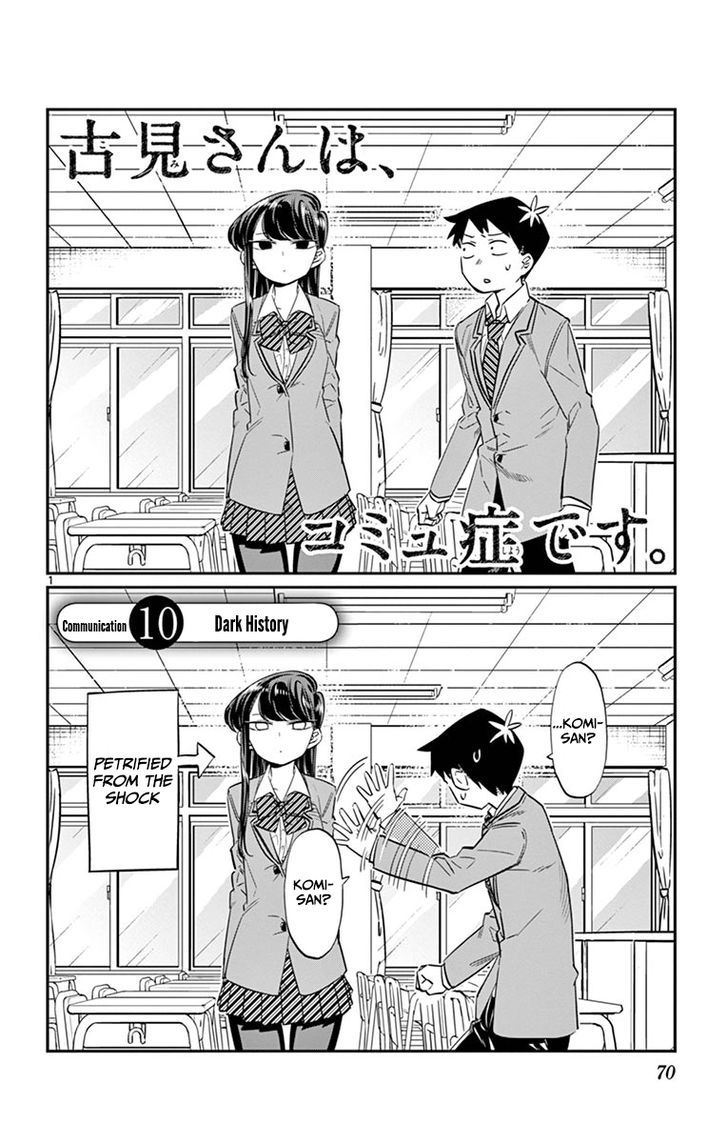 古見さんは、
み
コミュ症です。
1
Communication 10 Dark History
...KOMI-
SAN?
PETRIFIED
FROM THE
SHOCK
KOMI-
SAN?
70